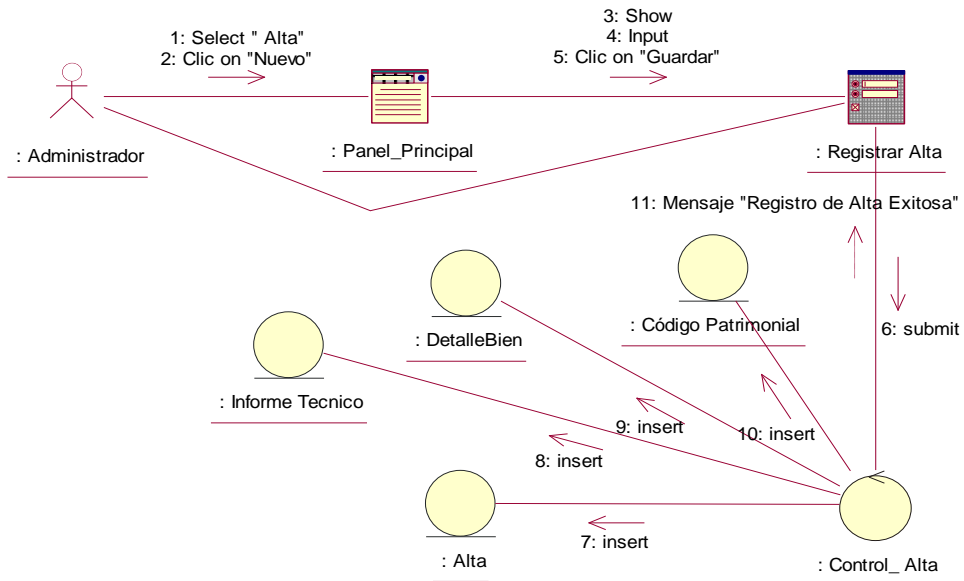 1: Select " Alta"
2: Clic on "Nuevo"
3: Show
4: Input
5: Clic on "Guardar"
: Administrador
: Panel_Principal
: Registrar Alta
11: Mensaje "Registro de Alta Exitosa"
: Código Patrimonial
6: submit
: DetalleBien
: Informe Tecnico
9: insert
10: insert
8: insert
7: insert
: Alta
: Control_ Alta